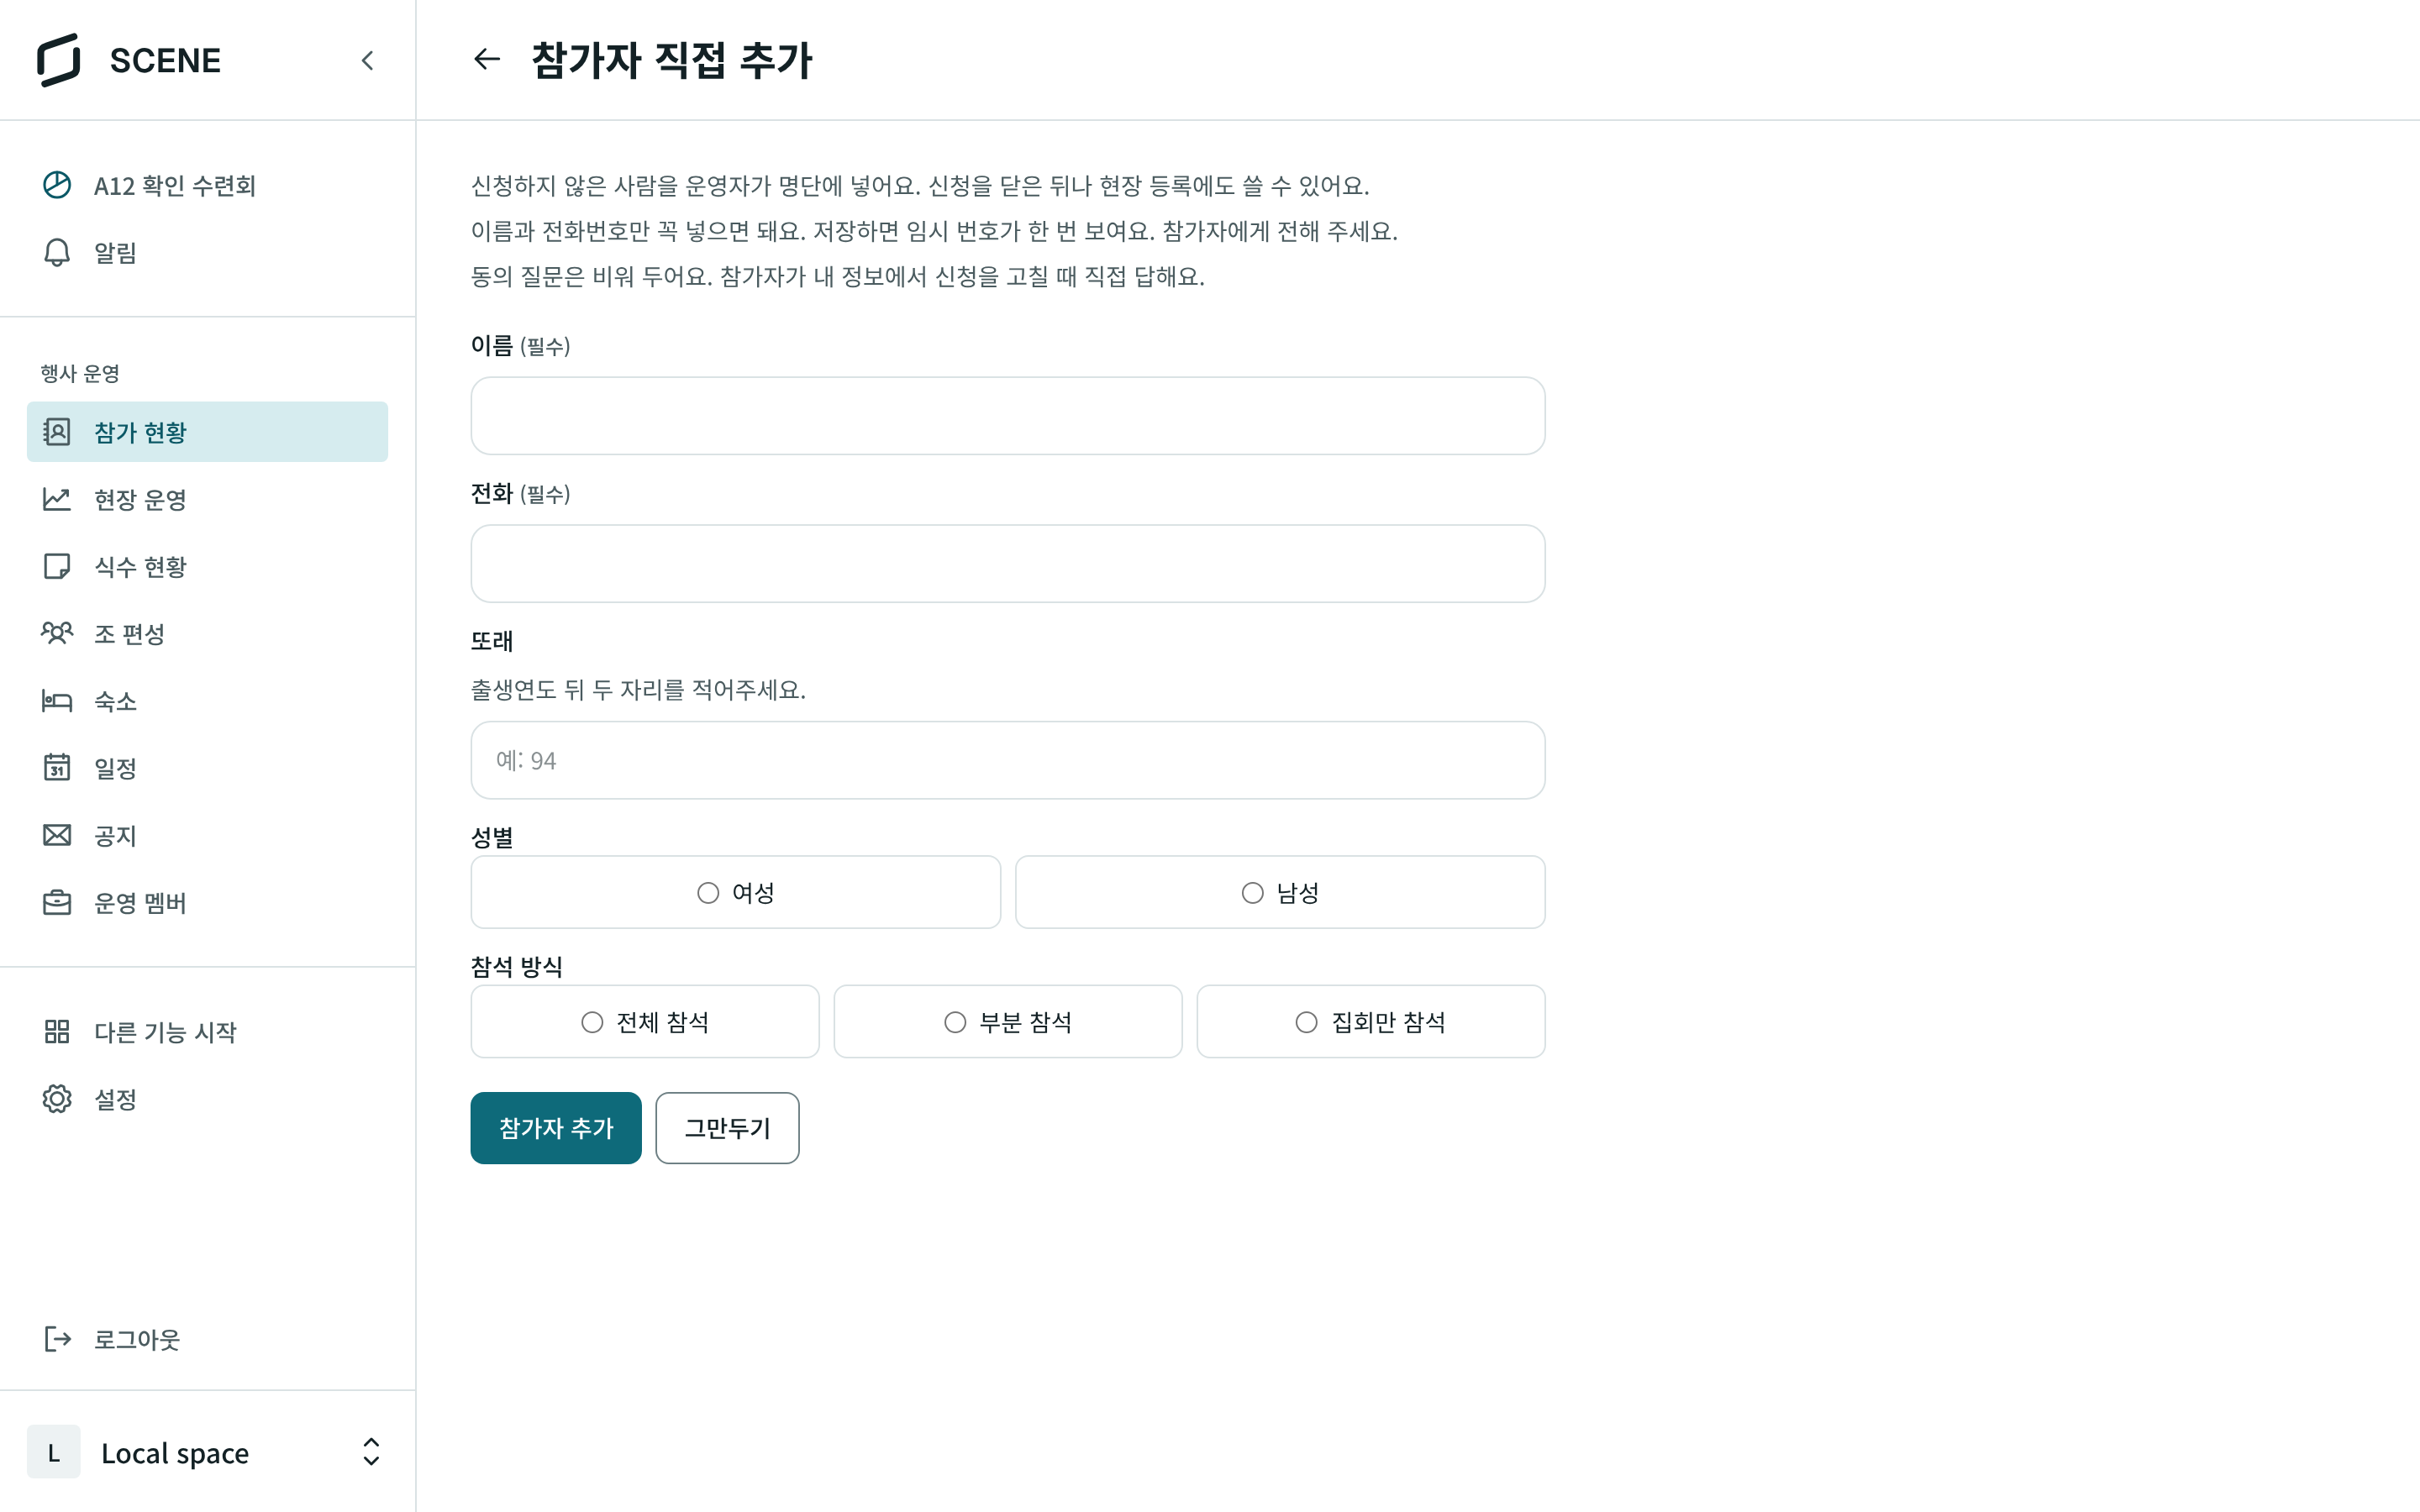 SCENE
A12 확인 수련회
알림
행사 운영
참가 현황
현장 운영
식수 현황
조 편성
숙소
31
일정
공지
운영 멤버
다른 기능 시작
설정
로그아웃
L
Local space
참가자 직접 추가
신청하지 않은 사람을 운영자가 명단에 넣어요. 신청을 닫은 뒤나 현장 등록에도 쓸 수 있어요.
이름과 전화번호만 꼭 넣으면 돼요. 저장하면 임시 번호가 한 번 보여요. 참가자에게 전해 주세요.
동의 질문은 비워 두어요. 참가자가 내 정보에서 신청을 고칠 때 직접 답해요.
이름 (필수)
전화 (필수)
또래
출생연도 뒤 두 자리를 적어주세요.
예: 94
성별
여성 남성
참석 방식
전체 참석 부분 참석 집회만 참석
참가자 추가 그만두기